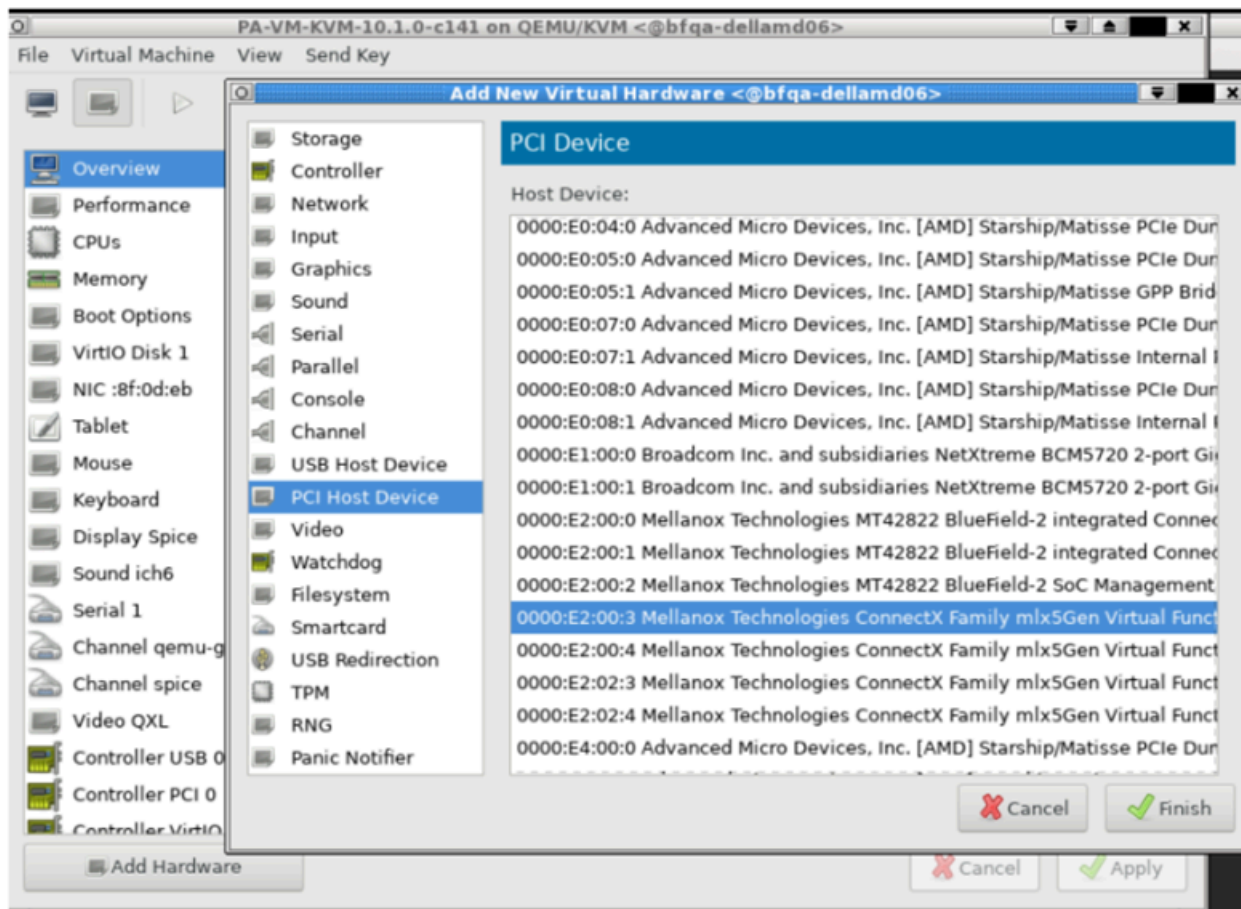 PA-VM-KVM-10.1.0-c141 on QEMU/KVM <@bfqa-dellamd06>
File Virtual Machine View Send Key
Add New Virtual Hardware <@bfqa-dellamd06>
Overview
Performance
CPUs
Memory
Boot Options
VirtIO Disk 1
NIC :8f:0d:eb
Tablet
Mouse
Keyboard
Display Spice
Sound ich6
Serial 1
Channel qemu-g
Channel spice
Video QXL
Controller USB 0
Controller PCI 0
Controller VirtIO
Add Hardware
Storage
Controller
Network
Input
Graphics
Sound
Serial
Parallel
Console
Channel
USB Host Device
PCI Host Device
Video
Watchdog
Filesystem
Smartcard
USB Redirection
TPM
RNG
Panic Notifier
PCI Device
Host Device:
0000:E0:04:0 Advanced Micro Devices, Inc. [AMD] Starship/Matisse PCIe Dur
0000:E0:05:0 Advanced Micro Devices, Inc. [AMD] Starship/Matisse PCIe Dur
0000:E0:05:1 Advanced Micro Devices, Inc. [AMD] Starship/Matisse GPP Brid
0000:E0:07:0 Advanced Micro Devices, Inc. [AMD] Starship/Matisse PCIe Dur
0000:E0:07:1 Advanced Micro Devices, Inc. [AMD] Starship/Matisse Internal
0000:E0:08:0 Advanced Micro Devices, Inc. [AMD] Starship/Matisse PCIe Dur
0000:E0:08:1 Advanced Micro Devices, Inc. [AMD] Starship/Matisse Internal
0000:E1:00:0 Broadcom Inc. and subsidiaries NetXtreme BCM5720 2-port Gi
0000:E1:00:1 Broadcom Inc. and subsidiaries NetXtreme BCM5720 2-port Gi
0000:E2:00:0 Mellanox Technologies MT42822 BlueField-2 integrated Connec
0000:E2:00:1 Mellanox Technologies MT42822 BlueField-2 integrated Connec
0000:E2:00:2 Mellanox Technologies MT42822 BlueField-2 SoC Management
0000:E2:00:3 Mellanox Technologies ConnectX Family mlx5Gen Virtual Funct
0000:E2:00:4 Mellanox Technologies ConnectX Family mlx5Gen Virtual Funct
0000:E2:02:3 Mellanox Technologies ConnectX Family mlx5Gen Virtual Funct
0000:E2:02:4 Mellanox Technologies ConnectX Family mlx5Gen Virtual Funct
0000:E4:00:0 Advanced Micro Devices, Inc. [AMD] Starship/Matisse PCIe Dur
Cancel Finish
Cancel Apply